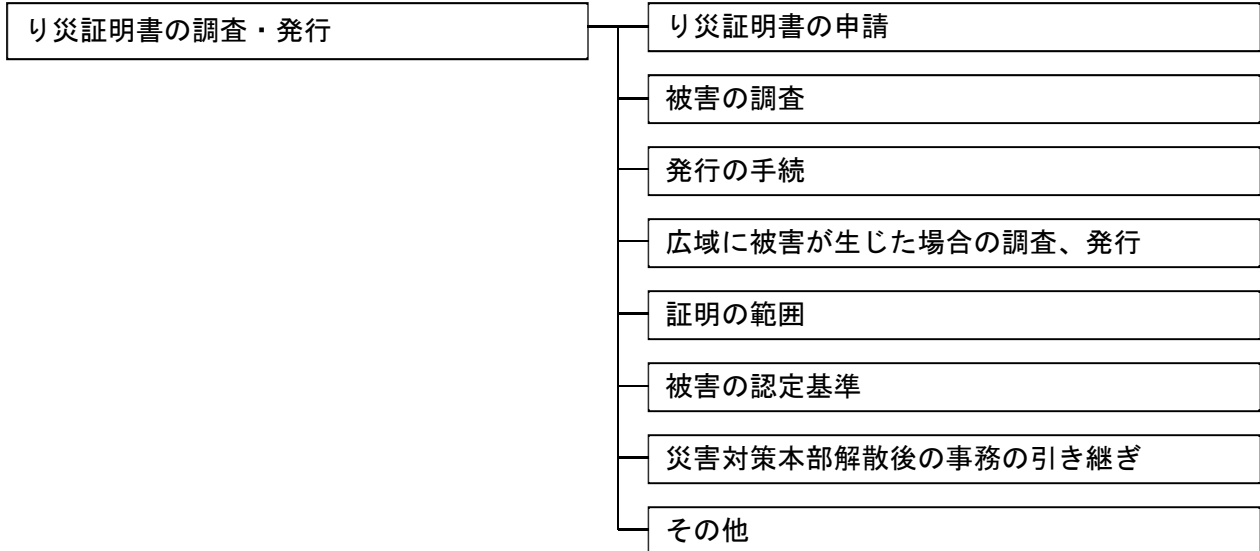 り災証明書の調査・発行
り災証明書の申請
被害の調査
発行の手続
広域に被害が生じた場合の調査、発行
証明の範囲
被害の認定基準
災害対策本部解散後の事務の引き継ぎ
その他